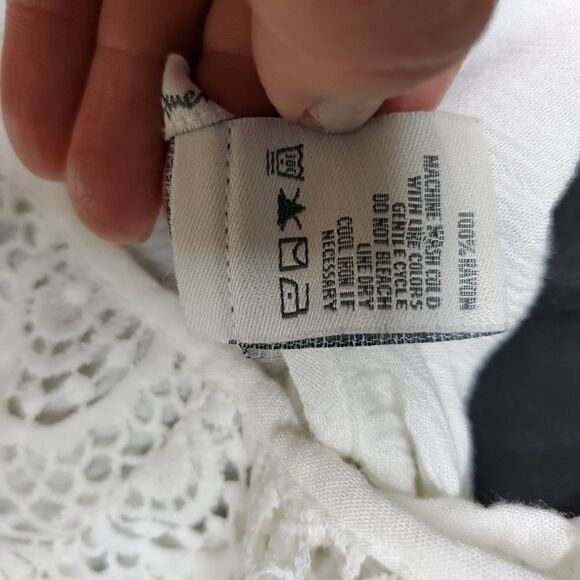 100% RAYON
MACHINE WASH COLD
WITH LIKE COLORS
GENTLE CYCLE
DO NOT BLEACH
LINE DRY
COOL IRON IF
NECESSARY
30F